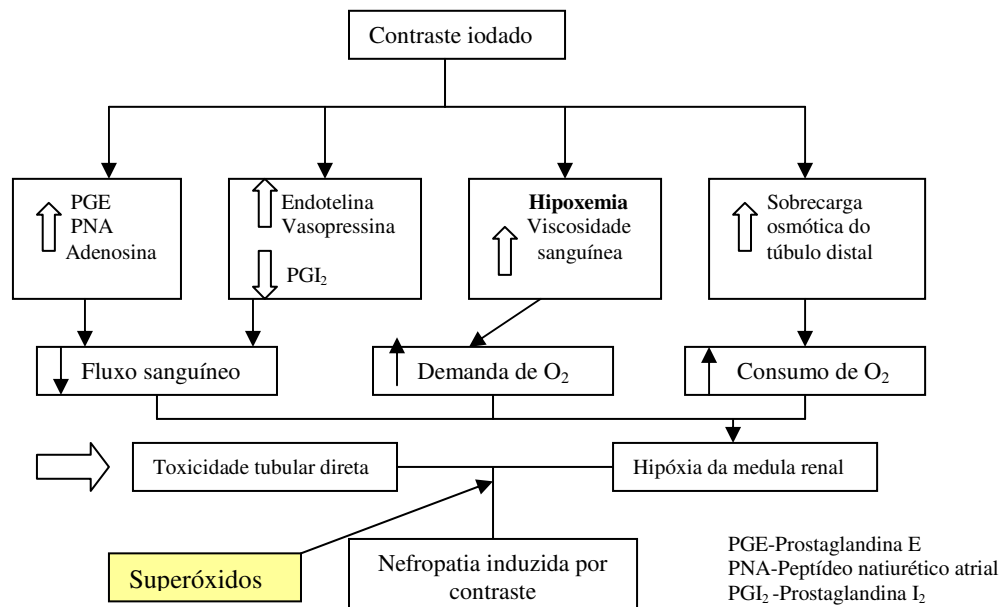 Contraste iodado
PGE
PNA
Adenosina
Endotelina
Vasopressina
PGI₂
Hipoxemia
Viscosidade
sanguínea
Sobrecarga
osmótica do
túbulo distal
Fluxo sanguíneo
Demanda de O₂
Consumo de O₂
Toxicidade tubular direta
Hipóxia da medula renal
Superóxidos
Nefropatia induzida por
contraste
PGE-Prostaglandina E
PNA-Peptídeo natiurético atrial
PGI₂ -Prostaglandina I₂